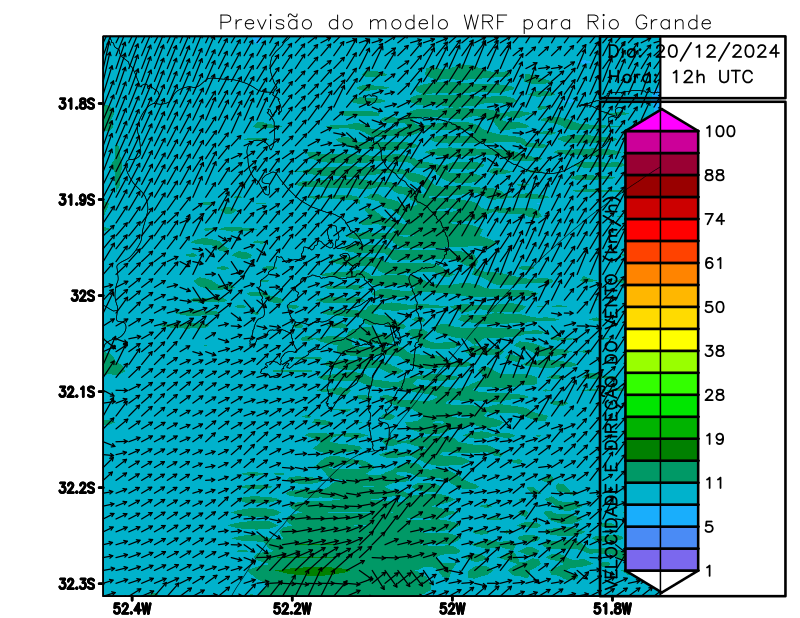 Previsão do modelo WRF para Rio Grande
Dia: 20/12/2024
Hora: 12h UTC
31.8S
31.9S
32S
32.1S
32.2S
32.3S
52.4W
52.2W
52W
51.8W
VELOCIDADE E DIREÇÃO DO VENTO (km/h)
100
88
74
61
50
38
28
19
11
5
1